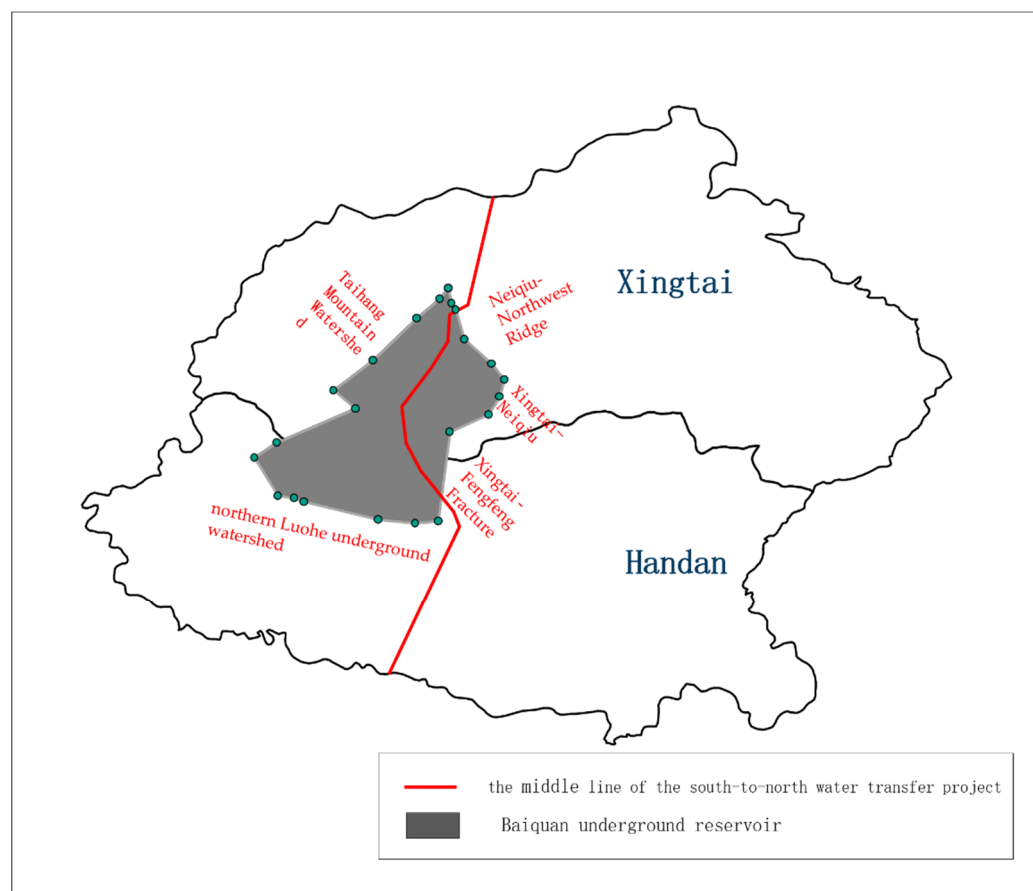 Xingtai
Taihang
Mountain
Watershe
d
Neiqiu-
Northwest
Ridge
Xingtai-
Neiqiu
Xingtai-
Fengfeng
Fracture
northern Luohe underground
watershed
Handan
the middle line of the south-to-north water transfer project
Baiquan underground reservoir